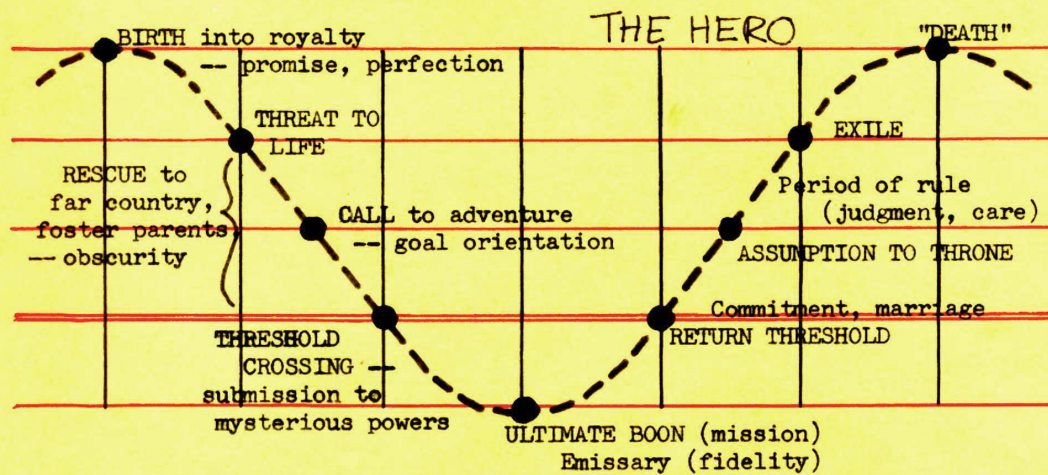 THE HERO
BIRTH into royalty
-- promise, perfection
THREAT TO
LIFE
RESCUE to
far country,
foster parents
-- obscurity
CALL to adventure
-- goal orientation
THRESHOLD
CROSSING --
submission to
mysterious powers
ULTIMATE BOON (mission)
Emissary (fidelity)
Commitment, marriage
RETURN THRESHOLD
ASSUMPTION TO THRONE
Period of rule
(judgment, care)
EXILE
"DEATH"